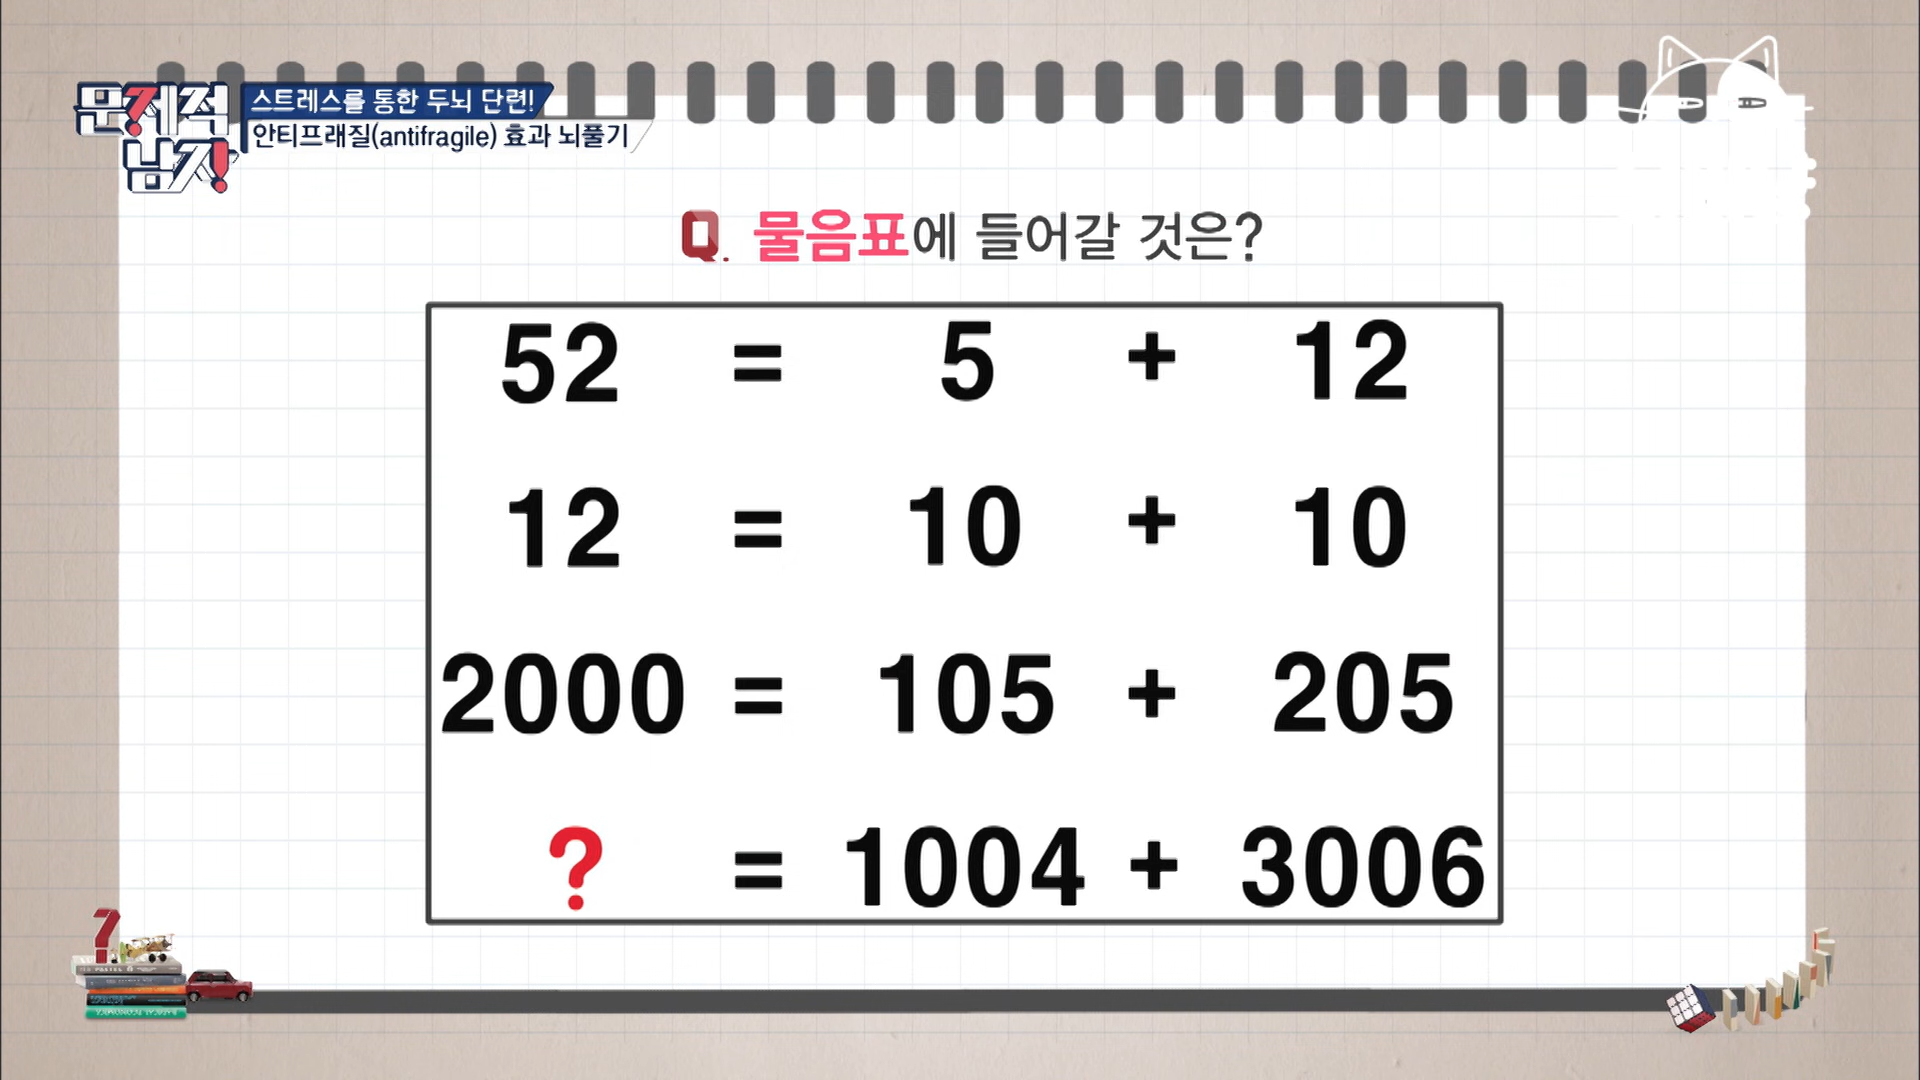 문제적
남자!
스트레스를 통한 두뇌 단련!
안티프래질(antifragile) 효과 뇌풀기
Q. 물음표에 들어갈 것은?
52 = 5 + 12
12 = 10 + 10
2000 = 105 + 205
? = 1004 + 3006